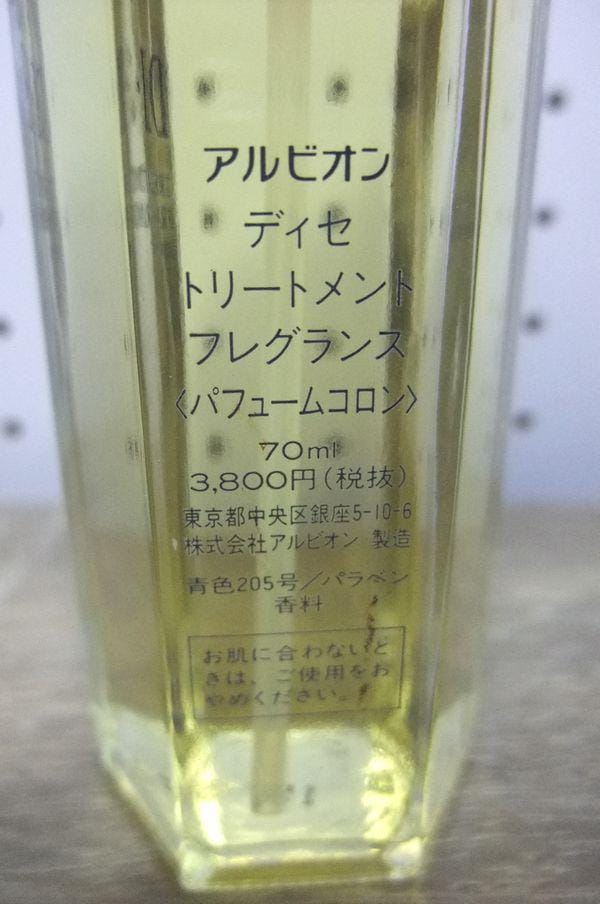 アルビオン
ディセ
トリートメント
フレグランス
〈パフュームコロン〉
70ml
3,800円(税抜)
東京都中央区銀座5-10-6
株式会社アルビオン 製造
青色205号/パラベン
香料
お肌に合わないと
きは、ご使用をお
やめください。